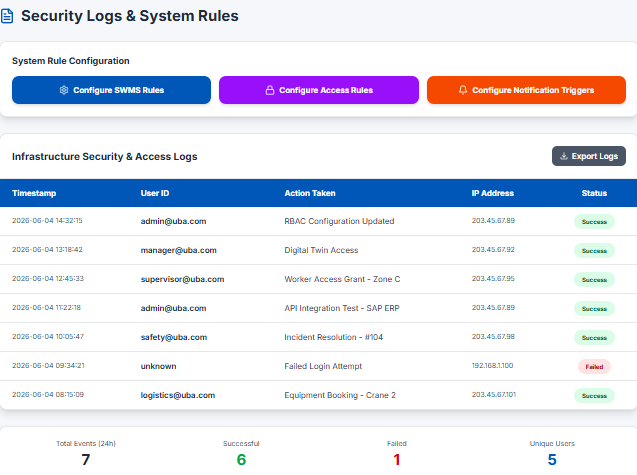 Security Logs & System Rules
System Rule Configuration
Configure SWMS Rules
Configure Access Rules
Configure Notification Triggers
Infrastructure Security & Access Logs
Export Logs
Timestamp User ID Action Taken IP Address Status
2026-06-04 14:32:15 admin@uba.com RBAC Configuration Updated 203.45.67.89 Success
2026-06-04 13:18:42 manager@uba.com Digital Twin Access 203.45.67.92 Success
2026-06-04 12:45:33 supervisor@uba.com Worker Access Grant - Zone C 203.45.67.95 Success
2026-06-04 11:22:18 admin@uba.com API Integration Test - SAP ERP 203.45.67.89 Success
2026-06-04 10:05:47 safety@uba.com Incident Resolution - #104 203.45.67.98 Success
2026-06-04 09:34:21 unknown Failed Login Attempt 192.168.1.100 Failed
2026-06-04 08:15:09 logistics@uba.com Equipment Booking - Crane 2 203.45.67.101 Success
Total Events (24h) Successful Failed Unique Users
7 6 1 5